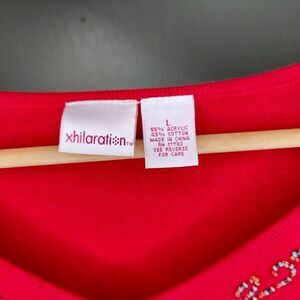 xhilaration™
L
55% ACRYLIC
45% COTTON
MADE IN CHINA
RN 17730
SEE REVERSE
FOR CARE